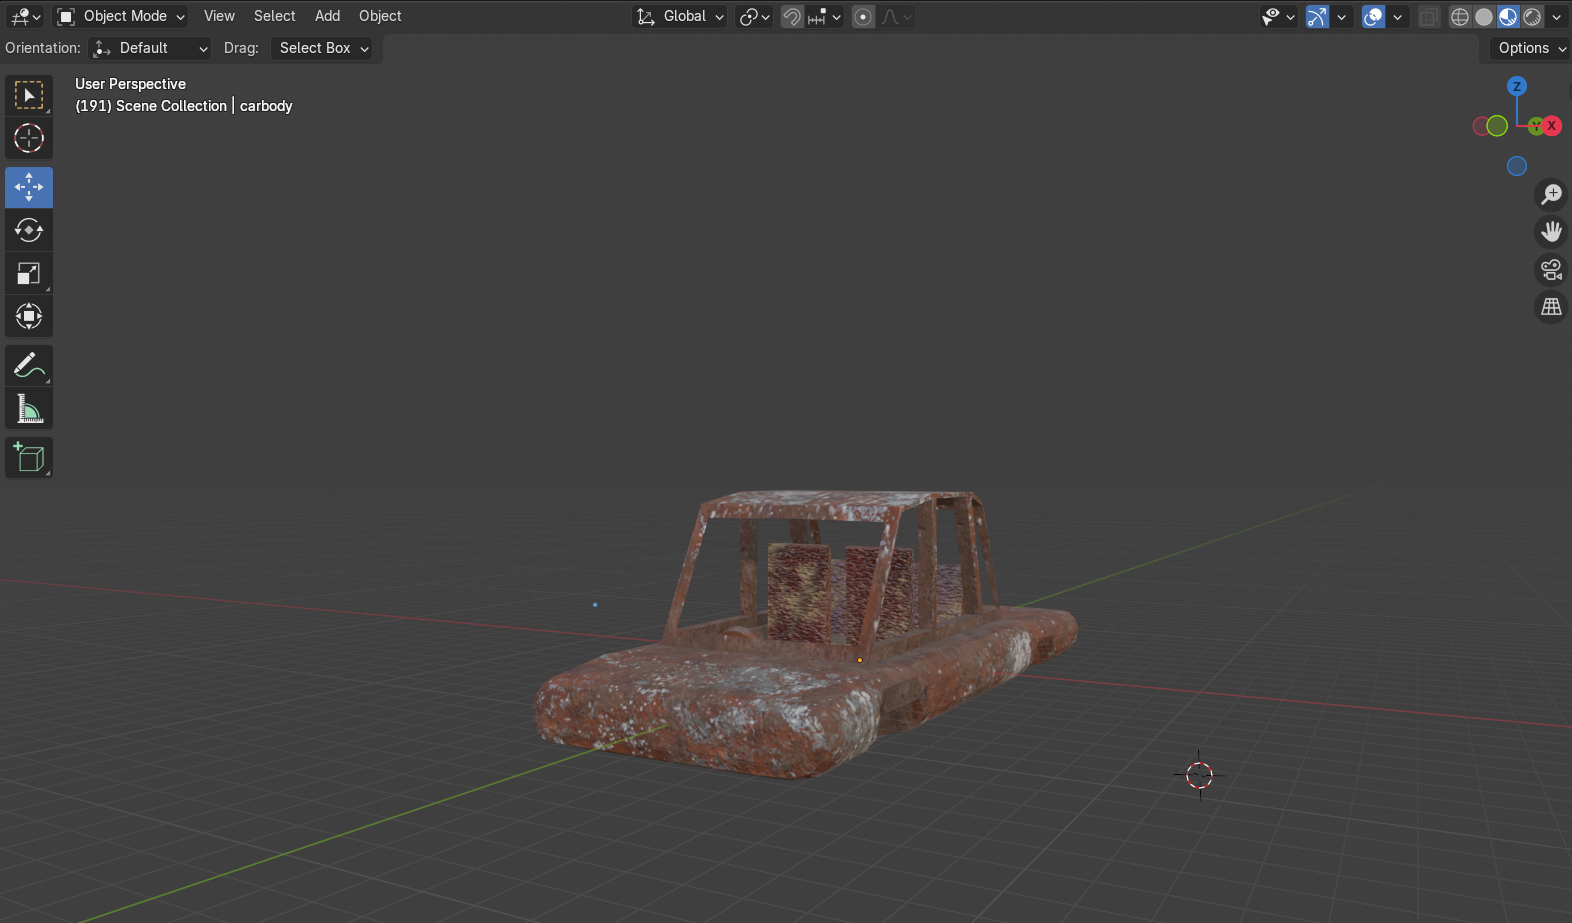 Object Mode View Select Add Object Global
Orientation: Default Drag: Select Box Options
User Perspective
(191) Scene Collection | carbody
Z
Y X